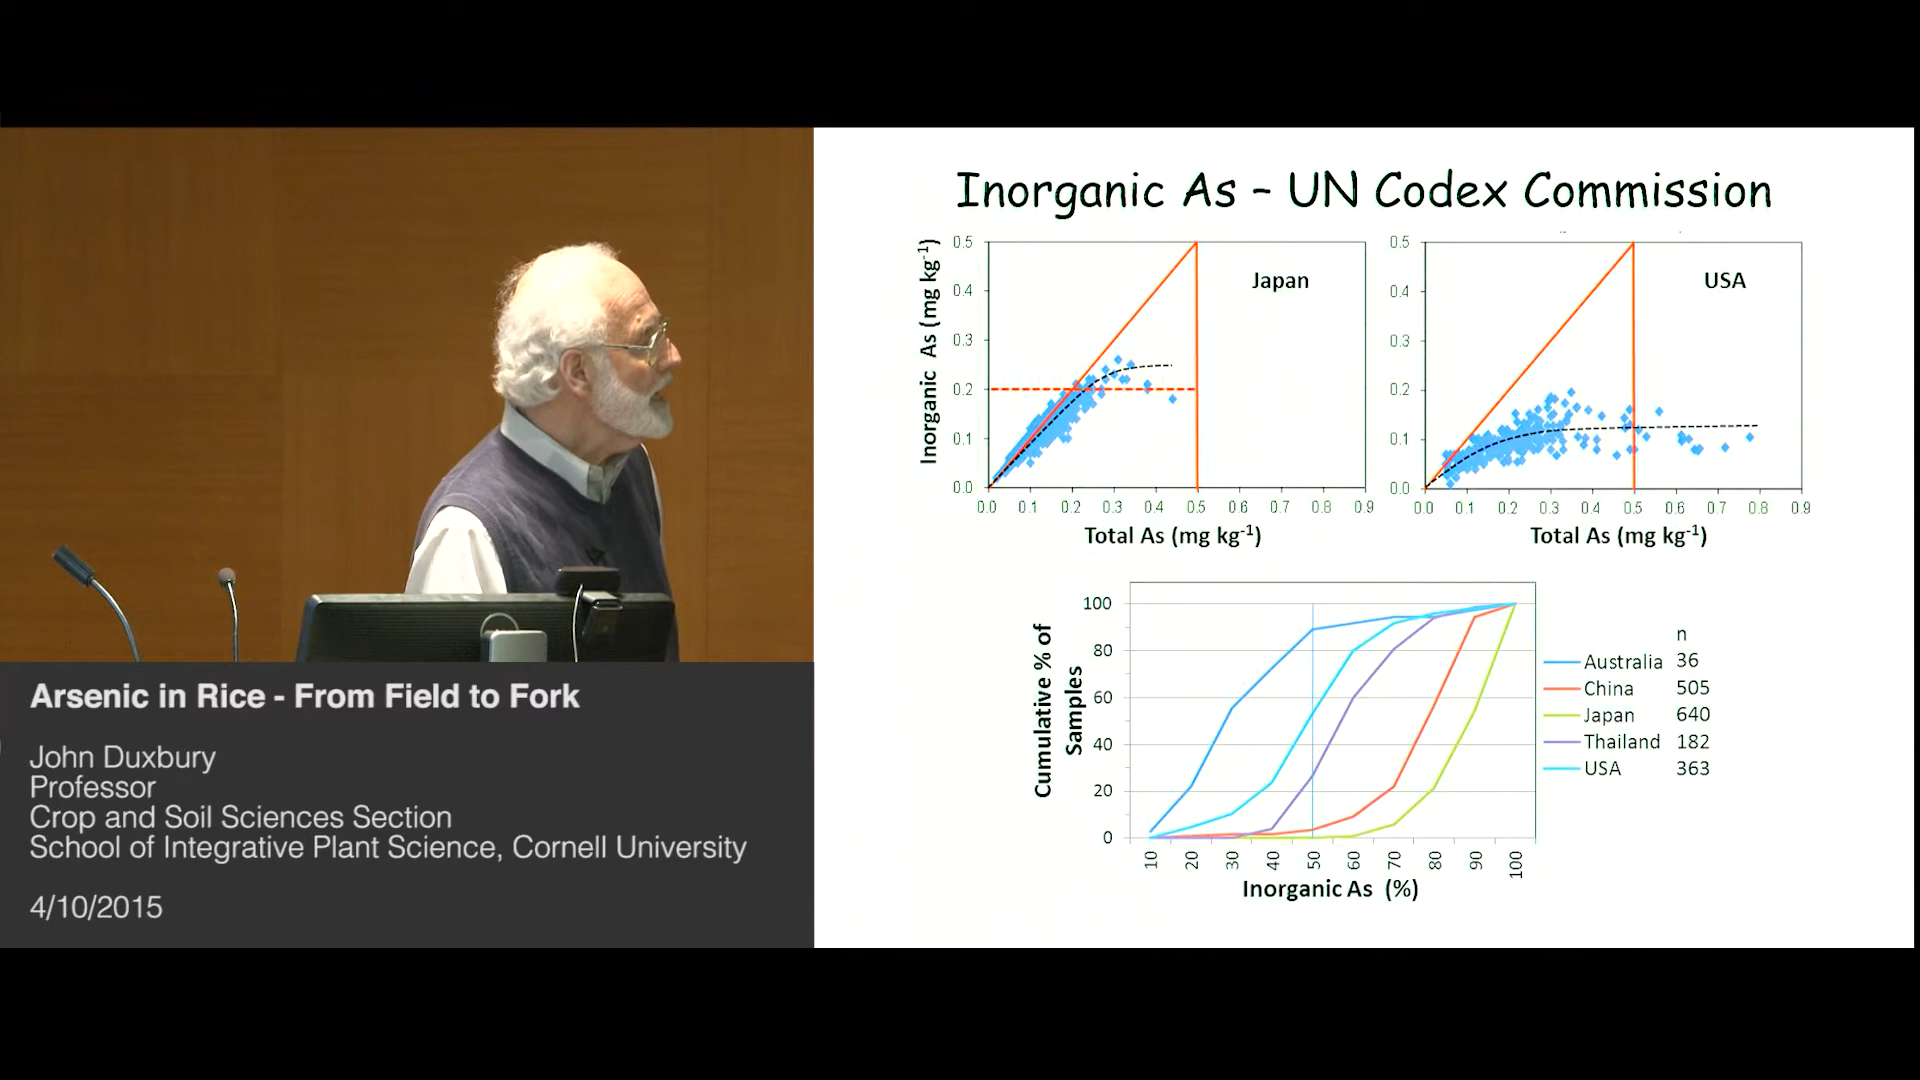 Inorganic As – UN Codex Commission
Inorganic As (mg kg-1)
0.5
0.4
0.3
0.2
0.1
0.0
0.0 0.1 0.2 0.3 0.4 0.5 0.6 0.7 0.8 0.9
Total As (mg kg-1)
Japan
0.5
0.4
0.3
0.2
0.1
0.0
0.0 0.1 0.2 0.3 0.4 0.5 0.6 0.7 0.8 0.9
Total As (mg kg-1)
USA
Cumulative % of
Samples
100
80
60
40
20
0
10 20 30 40 50 60 70 80 90 100
Inorganic As (%)
n
Australia 36
China 505
Japan 640
Thailand 182
USA 363
Arsenic in Rice - From Field to Fork
John Duxbury
Professor
Crop and Soil Sciences Section
School of Integrative Plant Science, Cornell University
4/10/2015